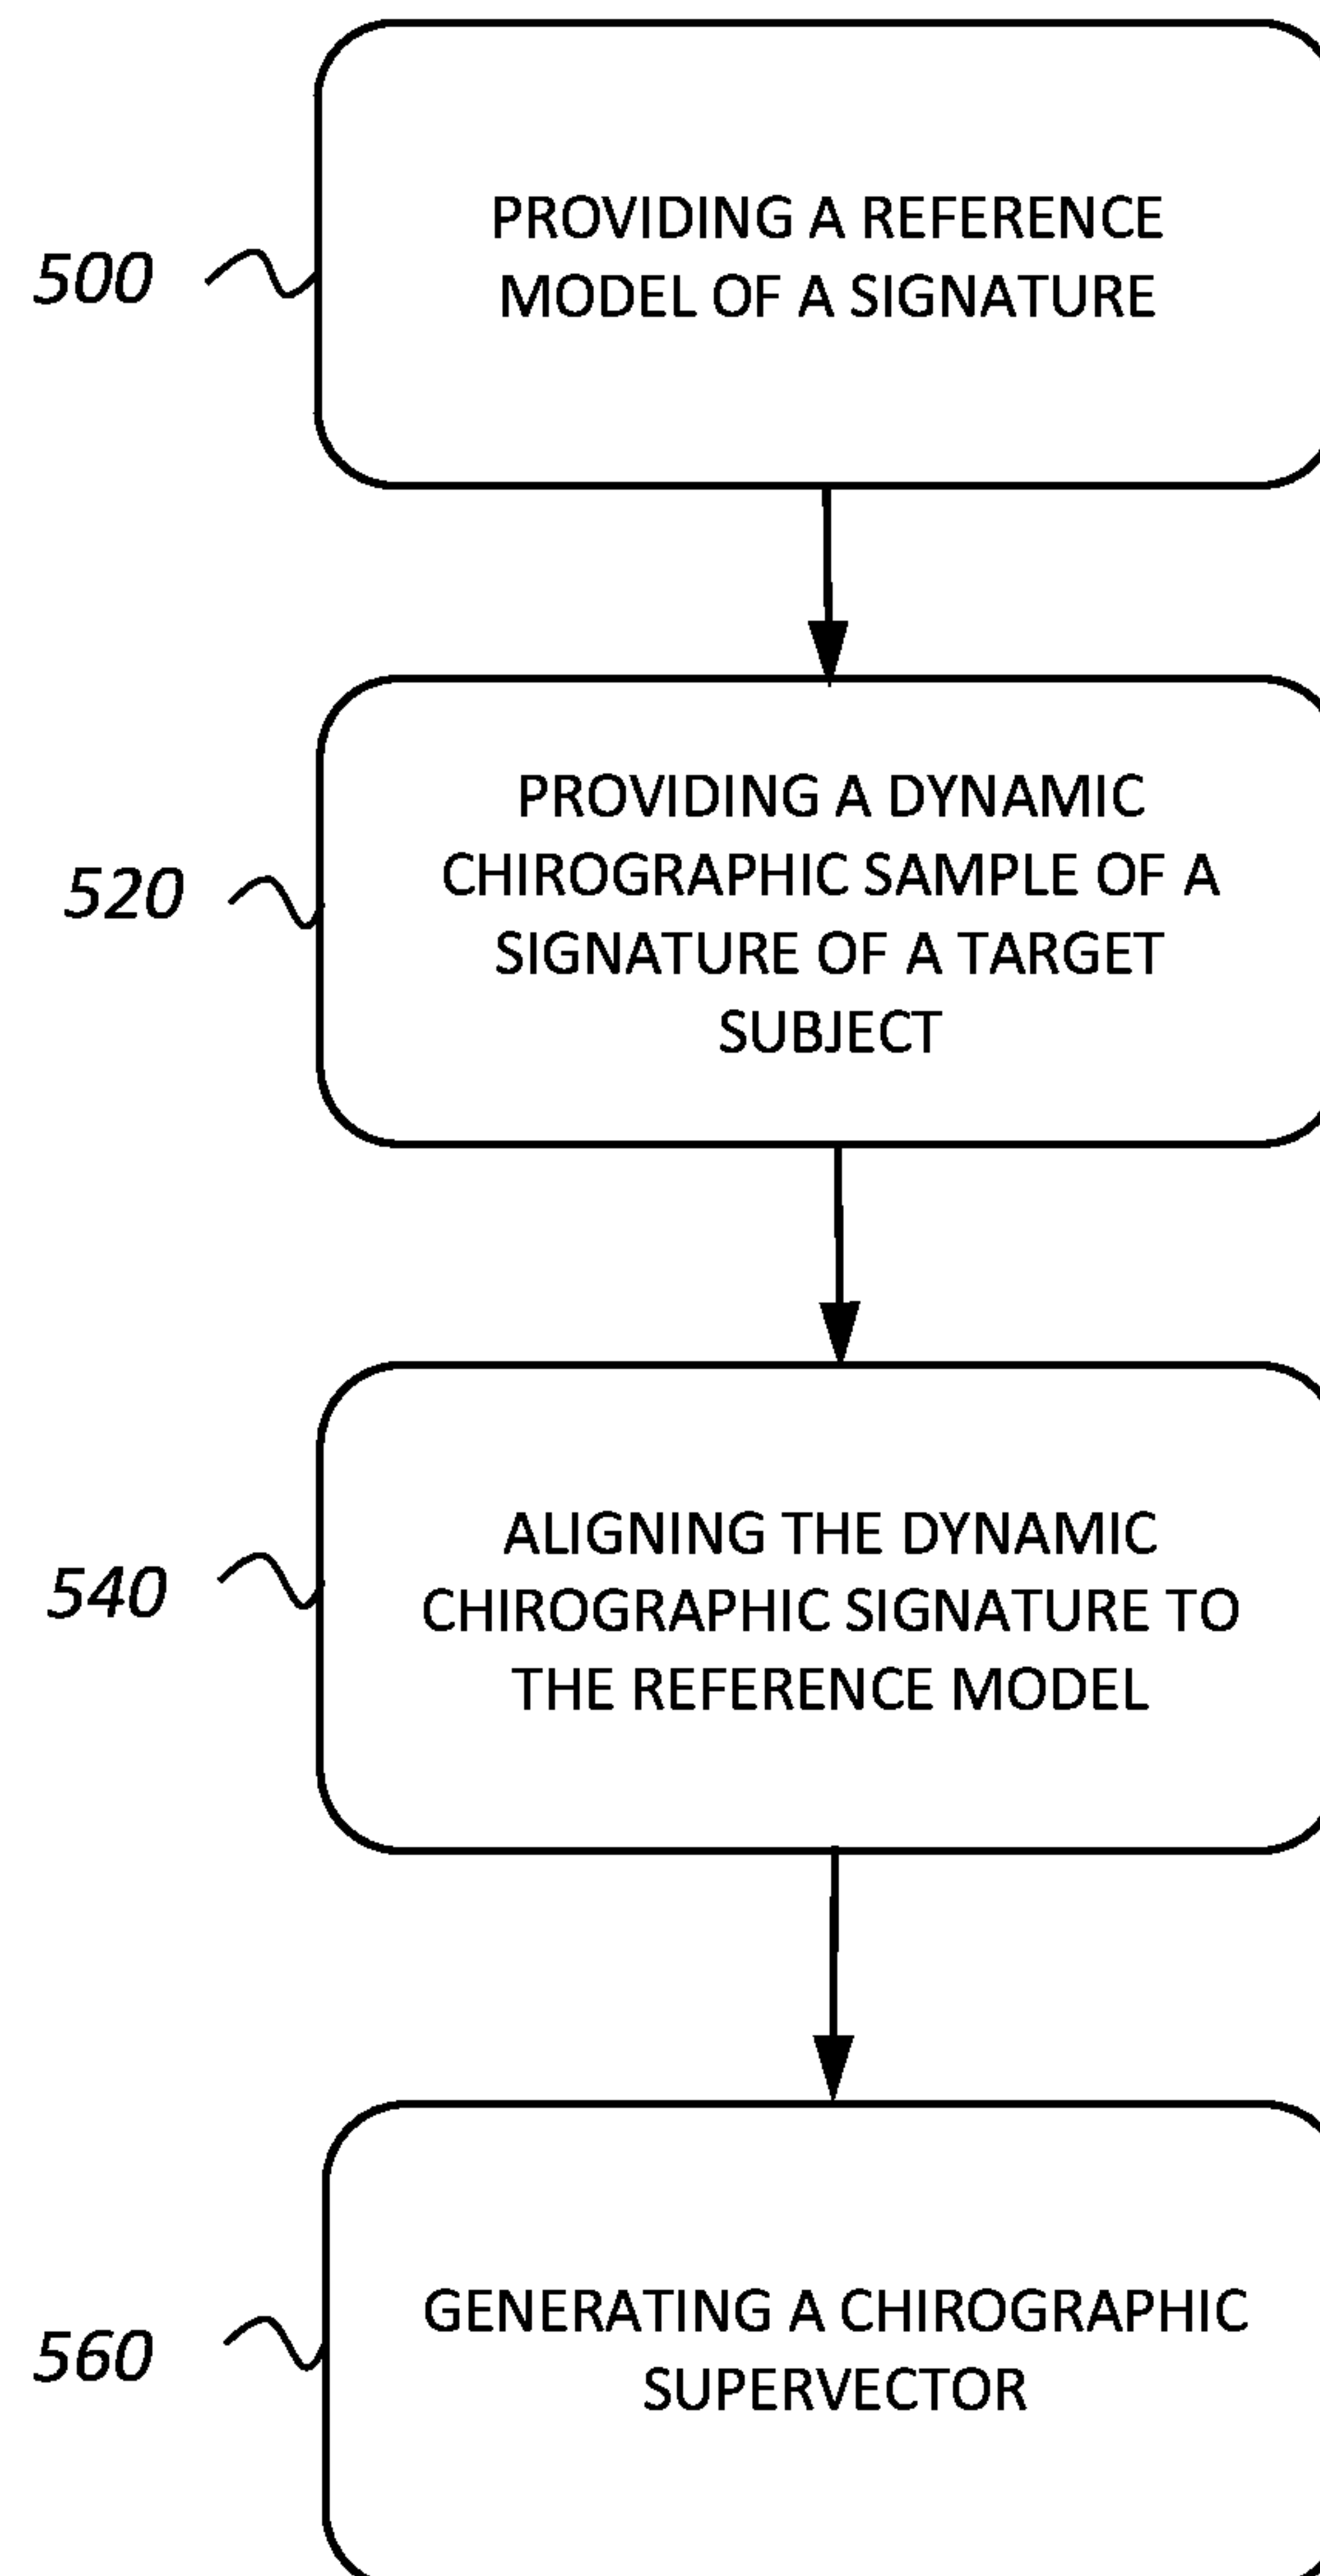 500
PROVIDING A REFERENCE
MODEL OF A SIGNATURE
520
PROVIDING A DYNAMIC
CHIROGRAPHIC SAMPLE OF A
SIGNATURE OF A TARGET
SUBJECT
540
ALIGNING THE DYNAMIC
CHIROGRAPHIC SIGNATURE TO
THE REFERENCE MODEL
560
GENERATING A CHIROGRAPHIC
SUPERVECTOR